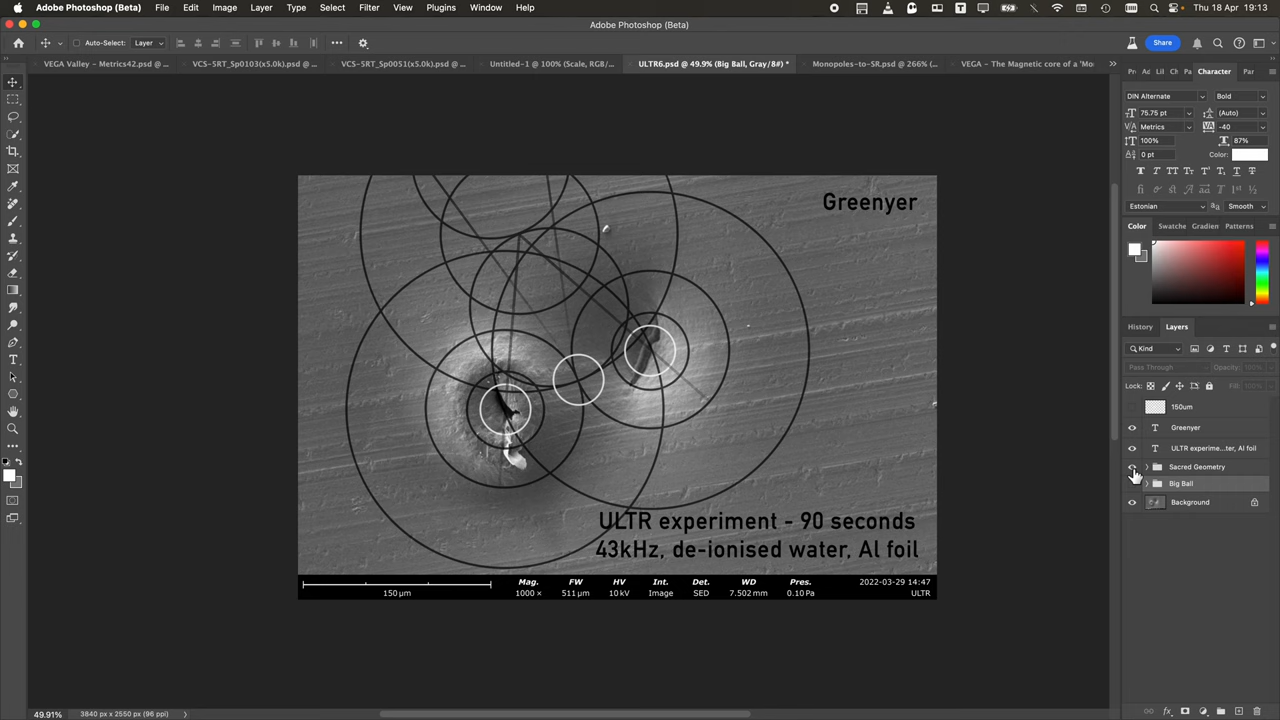 Adobe Photoshop (Beta) File Edit Image Layer Type Select Filter View Plugins Window Help
Thu 18 Apr 19:13
Adobe Photoshop (Beta)
Auto-Select: Layer
Share
VEGA Valley - Metrics42.psd @ ...
VCS-5RT_Sp0103(x5.0k).psd @ ...
VCS-5RT_Sp0051(x5.0k).psd @ ...
Untitled-1 @ 100% (Scale, RGB/...
ULTR6.psd @ 49.9% (Big Ball, Gray/8#) *
Monopoles-to-SR.psd @ 266% (...
VEGA - The Magnetic core of a 'Mo
Character
Par
DIN Alternate
Bold
75.75 pt
(Auto)
Metrics
-40
100%
87%
0 pt
Color:
Estonian
Smooth
Color
Swatche
Gradien
Patterns
History
Layers
Kind
Pass Through
Opacity: 100%
Lock:
Fill: 100%
150um
Greenyer
ULTR experime...ter, Al foil
Sacred Geometry
Big Ball
Background
Greenyer
ULTR experiment - 90 seconds
43kHz, de-ionised water, Al foil
150 µm
Mag. FW HV Int. Det. WD Pres.
1000 × 511 µm 10 kV Image SED 7.502 mm 0.10 Pa
2022-03-29 14:47
ULTR
49.91%
3840 px x 2550 px (96 ppi)